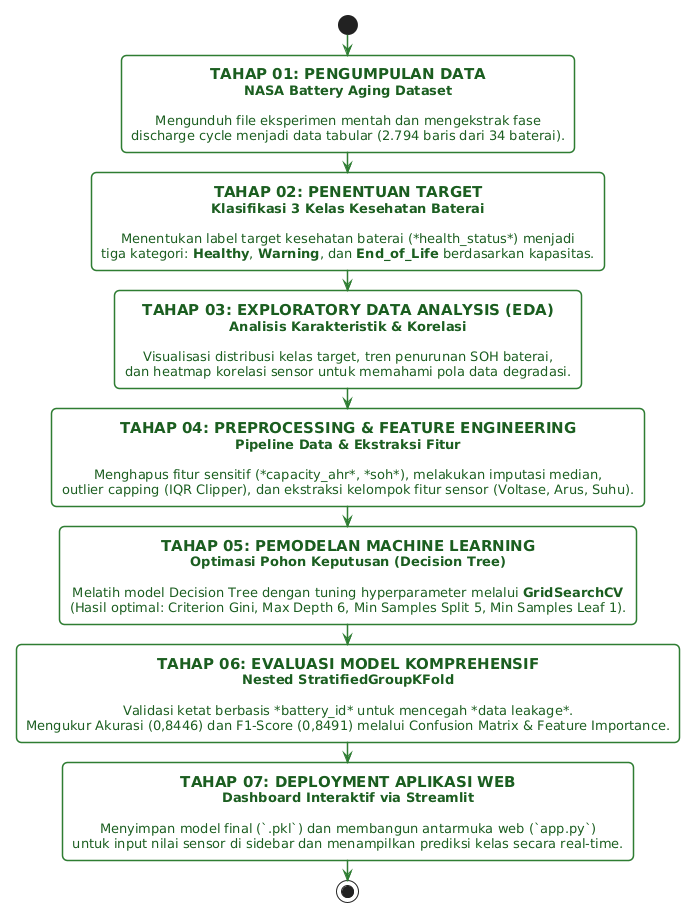 TAHAP 01: PENGUMPULAN DATA
NASA Battery Aging Dataset
Mengunduh file eksperimen mentah dan mengekstrak fase
discharge cycle menjadi data tabular (2.794 baris dari 34 baterai).
TAHAP 02: PENENTUAN TARGET
Klasifikasi 3 Kelas Kesehatan Baterai
Menentukan label target kesehatan baterai (*health_status*) menjadi
tiga kategori: Healthy, Warning, dan End_of_Life berdasarkan kapasitas.
TAHAP 03: EXPLORATORY DATA ANALYSIS (EDA)
Analisis Karakteristik & Korelasi
Visualisasi distribusi kelas target, tren penurunan SOH baterai,
dan heatmap korelasi sensor untuk memahami pola data degradasi.
TAHAP 04: PREPROCESSING & FEATURE ENGINEERING
Pipeline Data & Ekstraksi Fitur
Menghapus fitur sensitif (*capacity_ahr*, *soh*), melakukan imputasi median,
outlier capping (IQR Clipper), dan ekstraksi kelompok fitur sensor (Voltase, Arus, Suhu).
TAHAP 05: PEMODELAN MACHINE LEARNING
Optimasi Pohon Keputusan (Decision Tree)
Melatih model Decision Tree dengan tuning hyperparameter melalui GridSearchCV
(Hasil optimal: Criterion Gini, Max Depth 6, Min Samples Split 5, Min Samples Leaf 1).
TAHAP 06: EVALUASI MODEL KOMPREHENSIF
Nested StratifiedGroupKFold
Validasi ketat berbasis *battery_id* untuk mencegah *data leakage*.
Mengukur Akurasi (0,8446) dan F1-Score (0,8491) melalui Confusion Matrix & Feature Importance.
TAHAP 07: DEPLOYMENT APLIKASI WEB
Dashboard Interaktif via Streamlit
Menyimpan model final (`.pkl`) dan membangun antarmuka web (`app.py`)
untuk input nilai sensor di sidebar dan menampilkan prediksi kelas secara real-time.